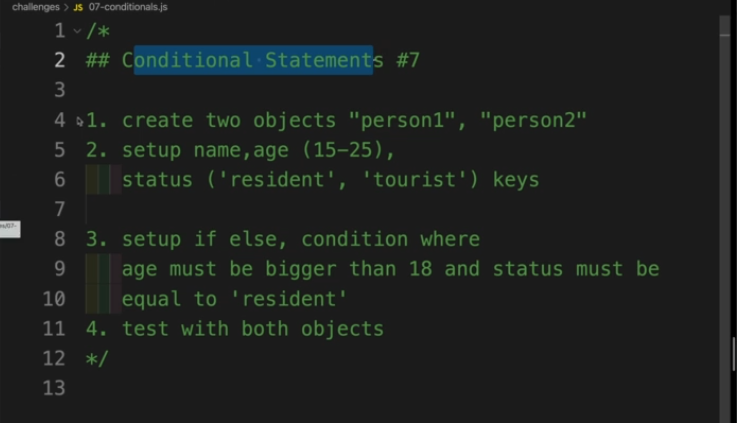 challenges > JS 07-conditionals.js
1 /*
2 ## Conditional Statements #7
3
4 1. create two objects "person1", "person2"
5 2. setup name,age (15-25),
6 status ('resident', 'tourist') keys
7
8 3. setup if else, condition where
9 age must be bigger than 18 and status must be
10 equal to 'resident'
11 4. test with both objects
12 */
13